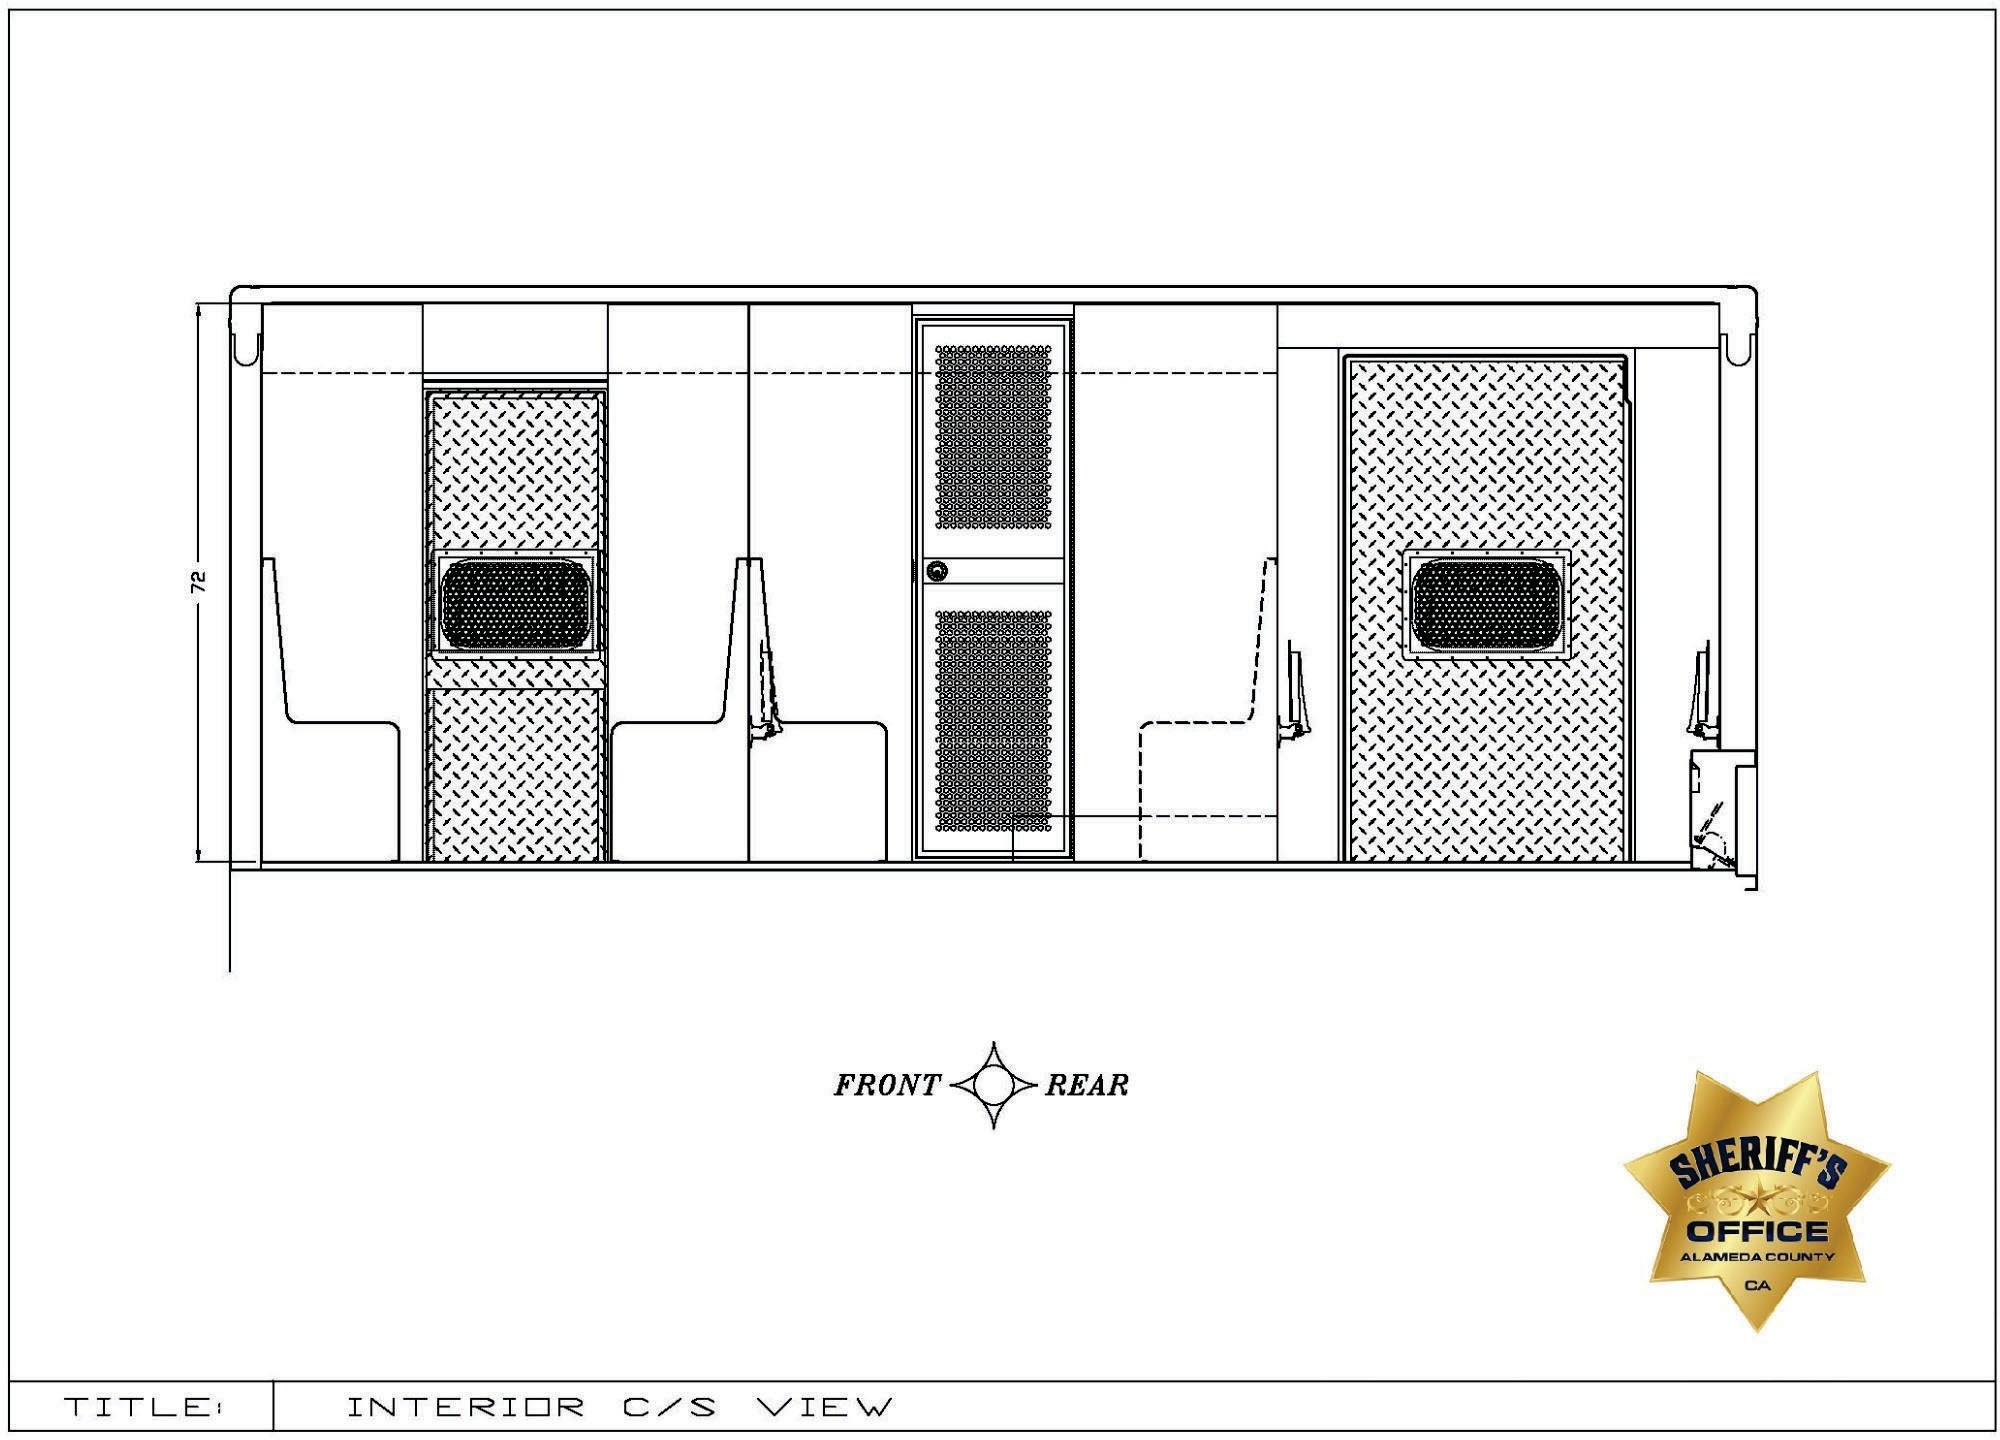 72
FRONT REAR
SHERIFF'S
OFFICE
ALAMEDA COUNTY
CA
TITLE: INTERIOR C/S VIEW